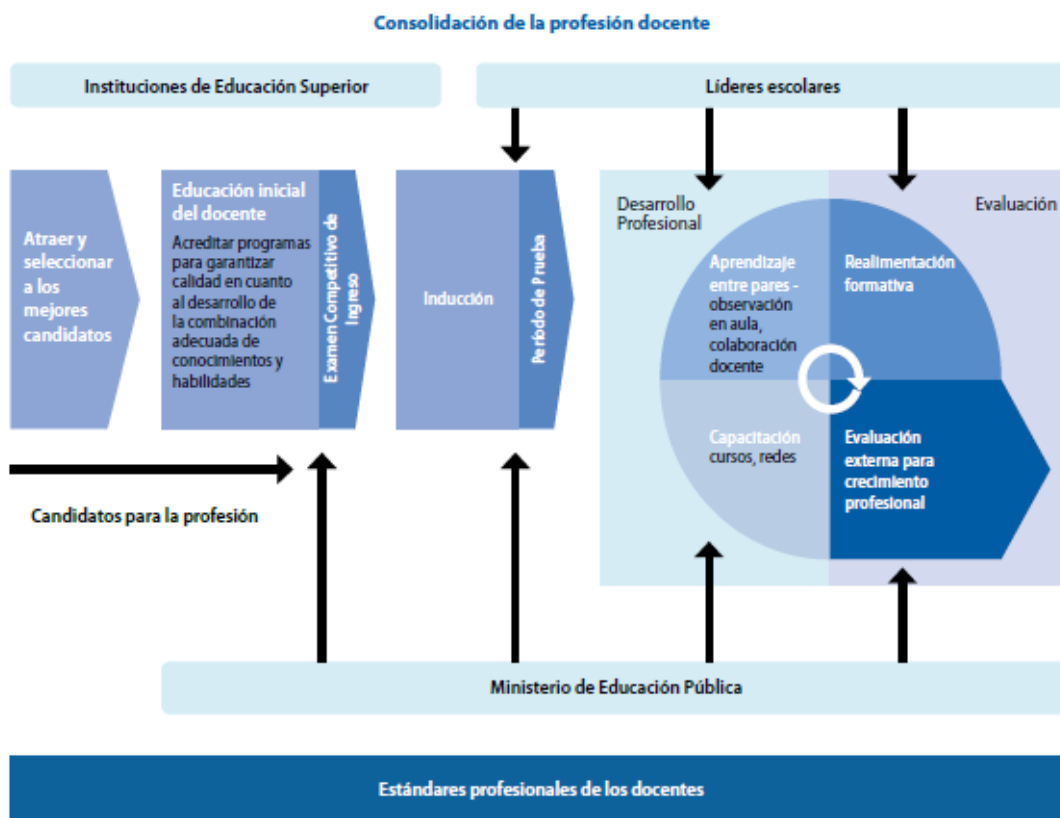 Consolidación de la profesión docente
Instituciones de Educación Superior
Líderes escolares
Atraer y
seleccionar
a los
mejores
candidatos
Educación inicial
del docente
Acreditar programas
para garantizar
calidad en cuanto
al desarrollo de
la combinación
adecuada de
conocimientos y
habilidades
Examen Competitivo de
Ingreso
Inducción
Período de Prueba
Desarrollo
Profesional
Evaluación
Aprendizaje
entre pares -
observación
en aula,
colaboración
docente
Realimentación
formativa
Capacitación
cursos, redes
Evaluación
externa para
crecimiento
profesional
Candidatos para la profesión
Ministerio de Educación Pública
Estándares profesionales de los docentes